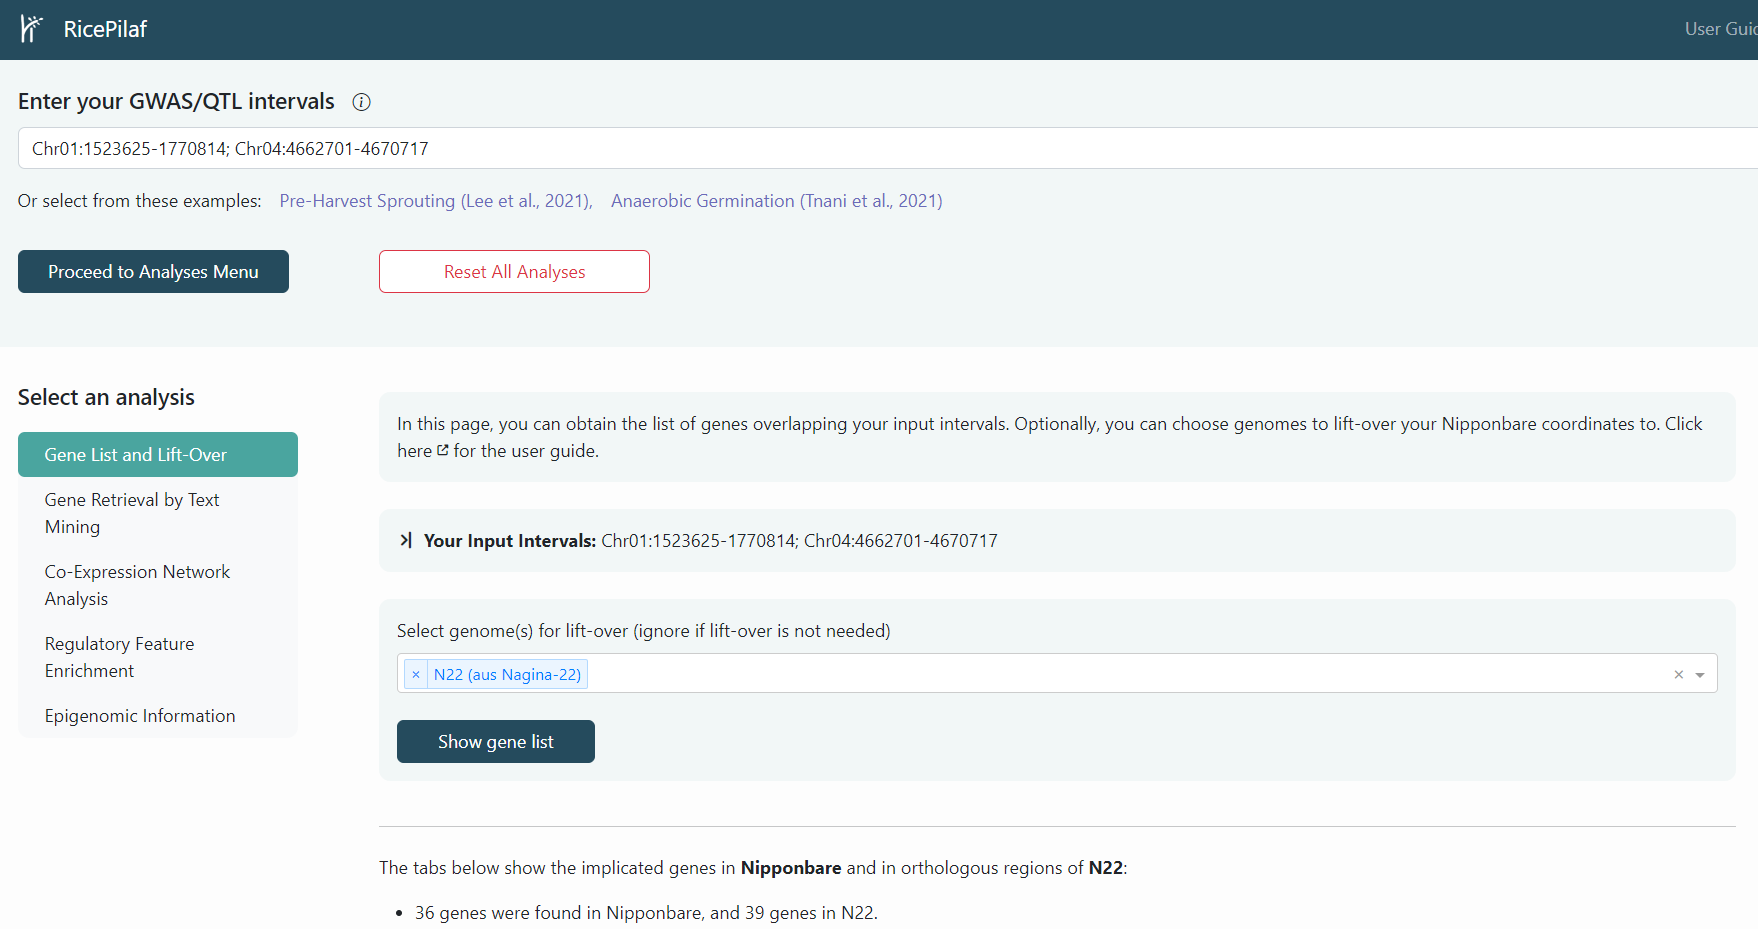 RicePilaf
User Guid
Enter your GWAS/QTL intervals
Chr01:1523625-1770814; Chr04:4662701-4670717
Or select from these examples: Pre-Harvest Sprouting (Lee et al., 2021), Anaerobic Germination (Tnani et al., 2021)
Proceed to Analyses Menu
Reset All Analyses
Select an analysis
Gene List and Lift-Over
Gene Retrieval by Text
Mining
Co-Expression Network
Analysis
Regulatory Feature
Enrichment
Epigenomic Information
In this page, you can obtain the list of genes overlapping your input intervals. Optionally, you can choose genomes to lift-over your Nipponbare coordinates to. Click
here for the user guide.
Your Input Intervals: Chr01:1523625-1770814; Chr04:4662701-4670717
Select genome(s) for lift-over (ignore if lift-over is not needed)
× N22 (aus Nagina-22) ×
Show gene list
The tabs below show the implicated genes in Nipponbare and in orthologous regions of N22:
• 36 genes were found in Nipponbare, and 39 genes in N22.